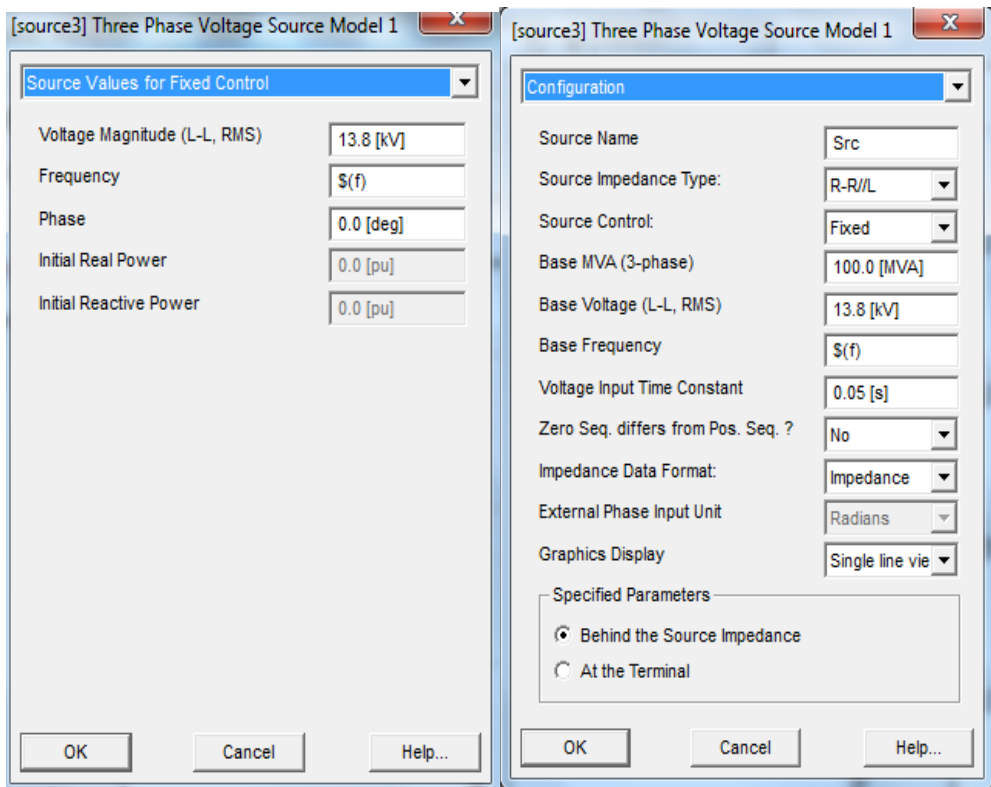 [source3] Three Phase Voltage Source Model 1
x
Source Values for Fixed Control
Voltage Magnitude (L-L, RMS) 13.8 [kV]
Frequency $(f)
Phase 0.0 [deg]
Initial Real Power 0.0 [pu]
Initial Reactive Power 0.0 [pu]
OK Cancel Help...
[source3] Three Phase Voltage Source Model 1
x
Configuration
Source Name Src
Source Impedance Type: R-R//L
Source Control: Fixed
Base MVA (3-phase) 100.0 [MVA]
Base Voltage (L-L, RMS) 13.8 [kV]
Base Frequency $(f)
Voltage Input Time Constant 0.05 [s]
Zero Seq. differs from Pos. Seq. ? No
Impedance Data Format: Impedance
External Phase Input Unit Radians
Graphics Display Single line vie
Specified Parameters
Behind the Source Impedance
At the Terminal
OK Cancel Help...